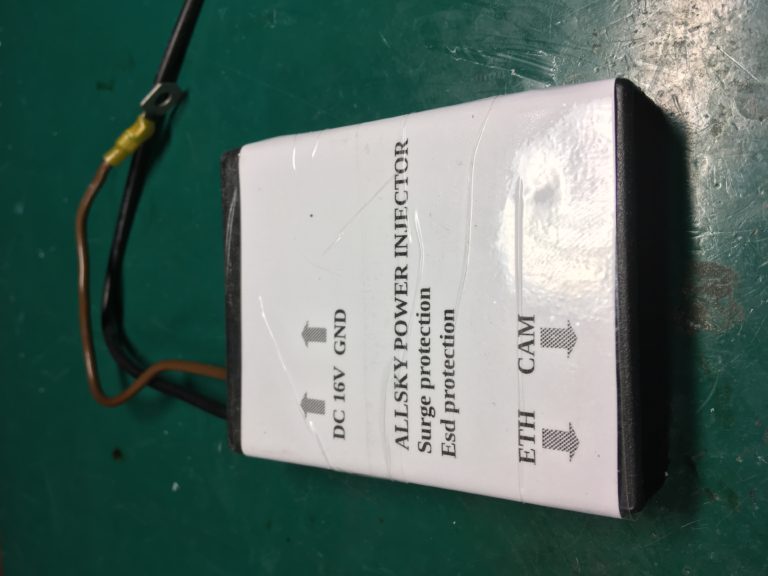 DC 16V GND
ALLSKY POWER INJECTOR
Surge protection
Esd protection
ETH CAM